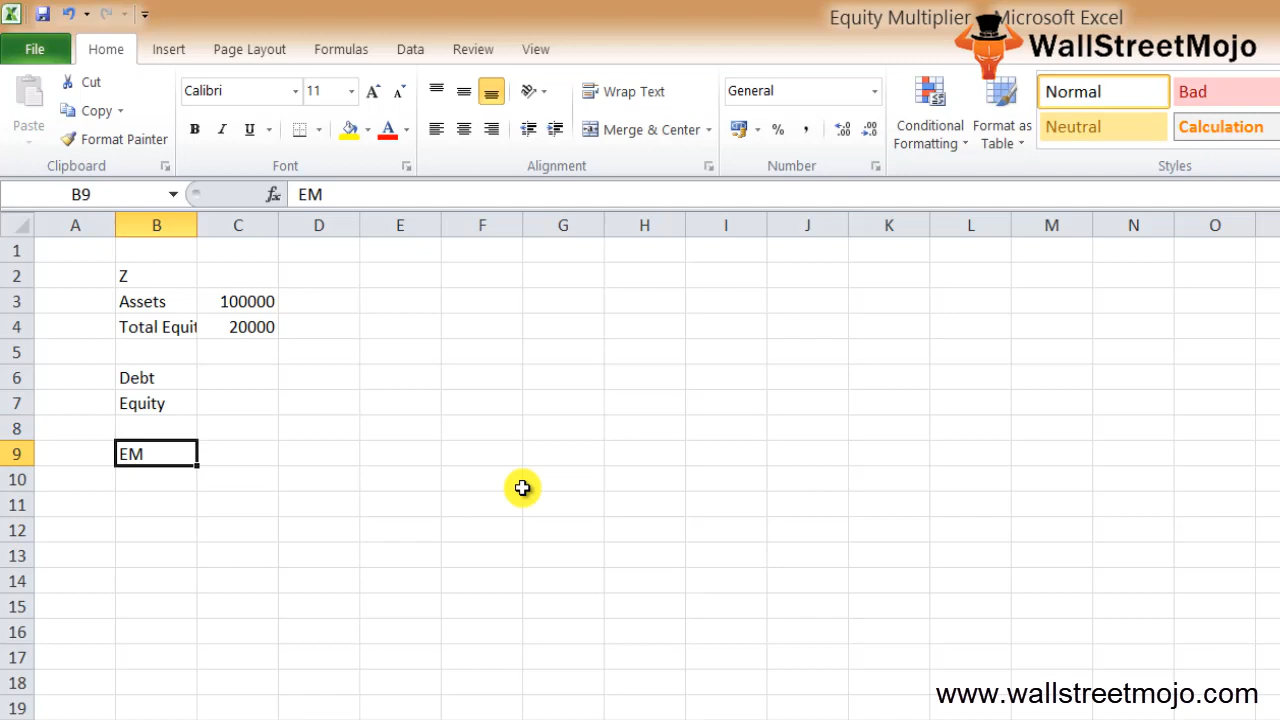 Equity Multiplier - Microsoft Excel
WallStreetMojo
File Home Insert Page Layout Formulas Data Review View
Paste
Cut
Copy
Format Painter
Clipboard
Calibri 11
B I U A
Font
Wrap Text
Merge & Center
Alignment
General
% ,
Number
Conditional Formatting
Format as Table
Normal Bad
Neutral Calculation
Styles
B9 fx EM
A B C D E F G H I J K L M N O
1
2 Z
3 Assets 100000
4 Total Equit 20000
5
6 Debt
7 Equity
8
9 EM
10
11
12
13
14
15
16
17
18
19
www.wallstreetmojo.com